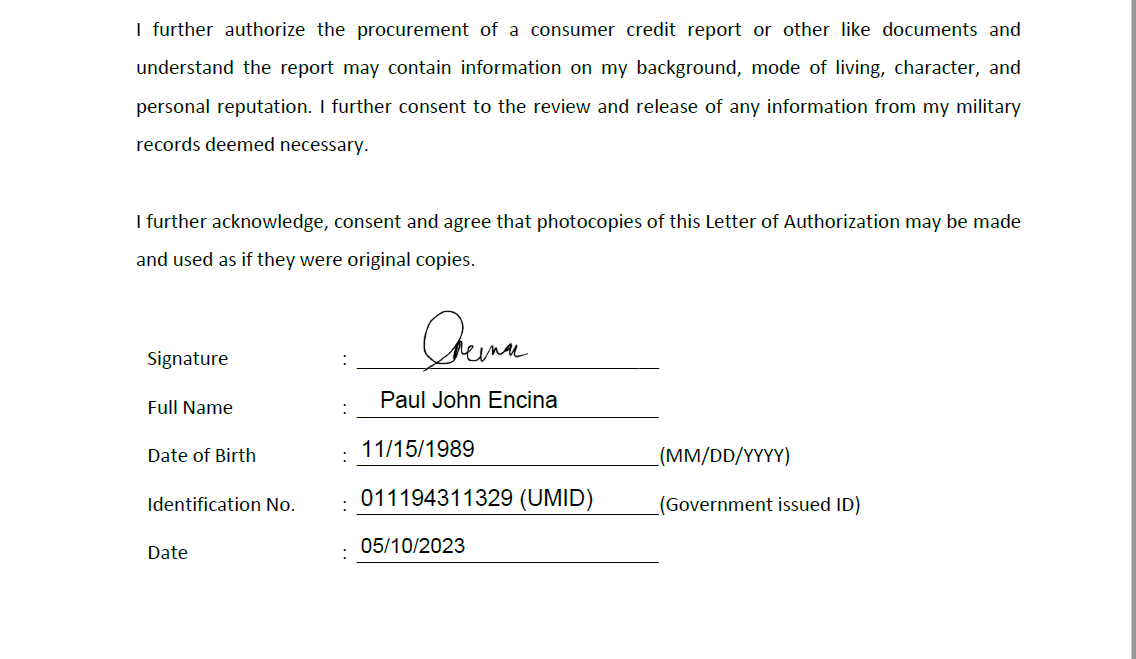 I further authorize the procurement of a consumer credit report or other like documents and
understand the report may contain information on my background, mode of living, character, and
personal reputation. I further consent to the review and release of any information from my military
records deemed necessary.
I further acknowledge, consent and agree that photocopies of this Letter of Authorization may be made
and used as if they were original copies.
Signature :
Full Name : Paul John Encina
Date of Birth : 11/15/1989 (MM/DD/YYYY)
Identification No. : 011194311329 (UMID) (Government issued ID)
Date : 05/10/2023